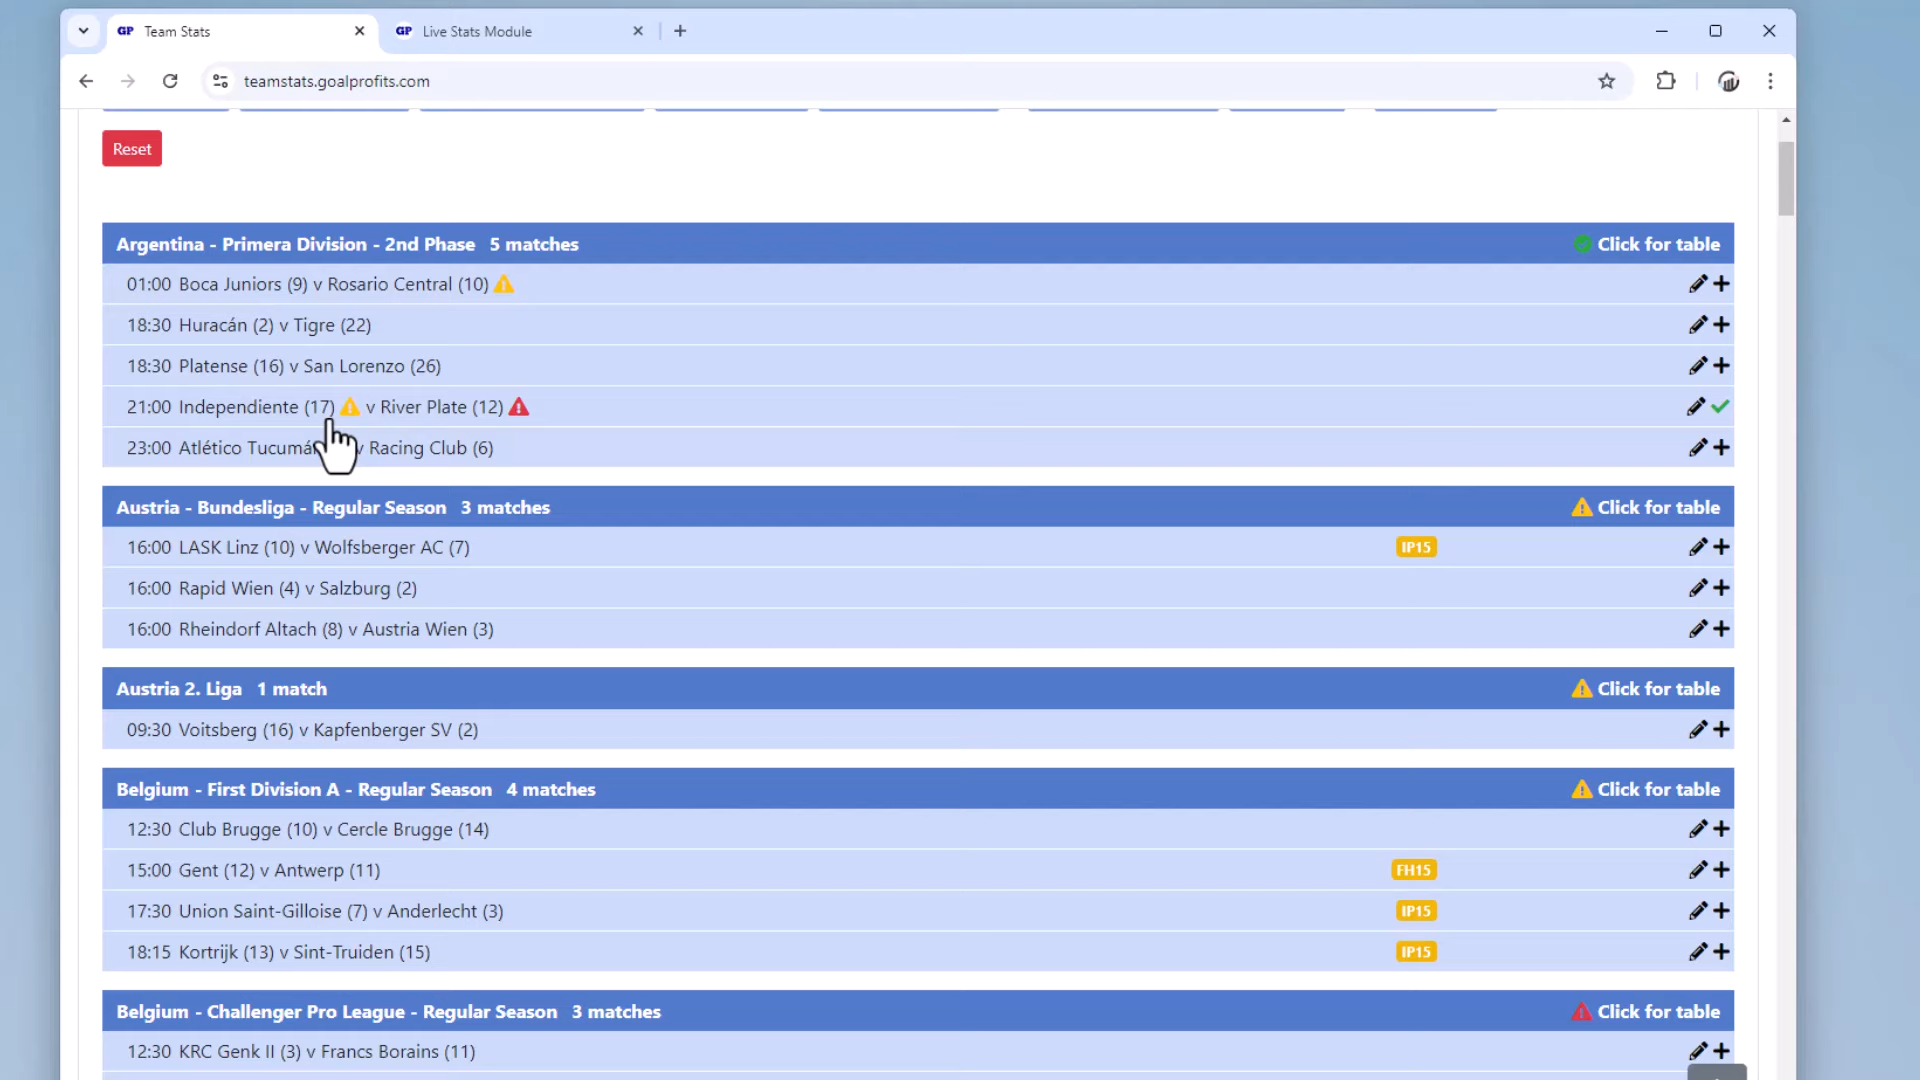 GP Team Stats
GP Live Stats Module
teamstats.goalprofits.com
Reset
Argentina - Primera Division - 2nd Phase 5 matches Click for table
01:00 Boca Juniors (9) v Rosario Central (10)
18:30 Huracán (2) v Tigre (22)
18:30 Platense (16) v San Lorenzo (26)
21:00 Independiente (17) v River Plate (12)
23:00 Atlético v Racing Club (6)
Austria - Bundesliga - Regular Season 3 matches Click for table
16:00 LASK Linz (10) v Wolfsberger AC (7) IP15
16:00 Rapid Wien (4) v Salzburg (2)
16:00 Rheindorf Altach (8) v Austria Wien (3)
Austria 2. Liga 1 match Click for table
09:30 Voitsberg (16) v Kapfenberger SV (2)
Belgium - First Division A - Regular Season 4 matches Click for table
12:30 Club Brugge (10) v Cercle Brugge (14)
15:00 Gent (12) v Antwerp (11) FH15
17:30 Union Saint-Gilloise (7) v Anderlecht (3) IP15
18:15 Kortrijk (13) v Sint-Truiden (15) IP15
Belgium - Challenger Pro League - Regular Season 3 matches Click for table
12:30 KRC Genk II (3) v Francs Borains (11)